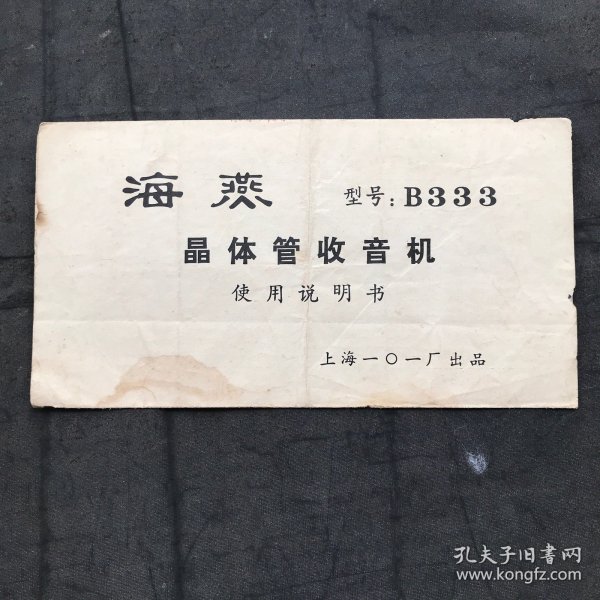 海燕 型号：B333
晶体管收音机
使用说明书
上海一〇一厂出品
孔夫子旧书网
www.kongfz.com